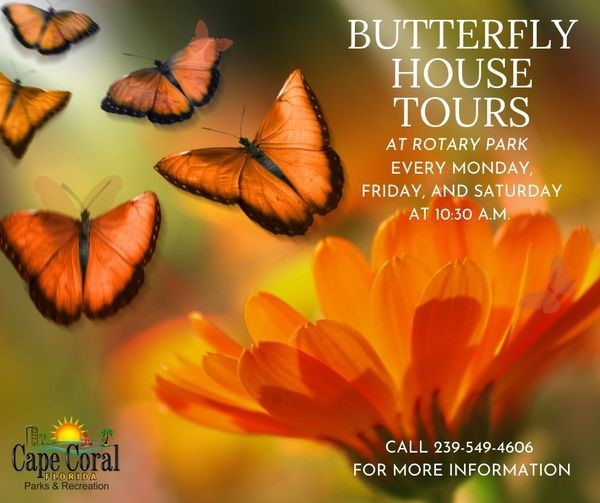 BUTTERFLY
HOUSE
TOURS
AT ROTARY PARK
EVERY MONDAY,
FRIDAY, AND SATURDAY
AT 10:30 A.M.
Cape Coral
FLORIDA
Parks & Recreation
CALL 239-549-4606
FOR MORE INFORMATION